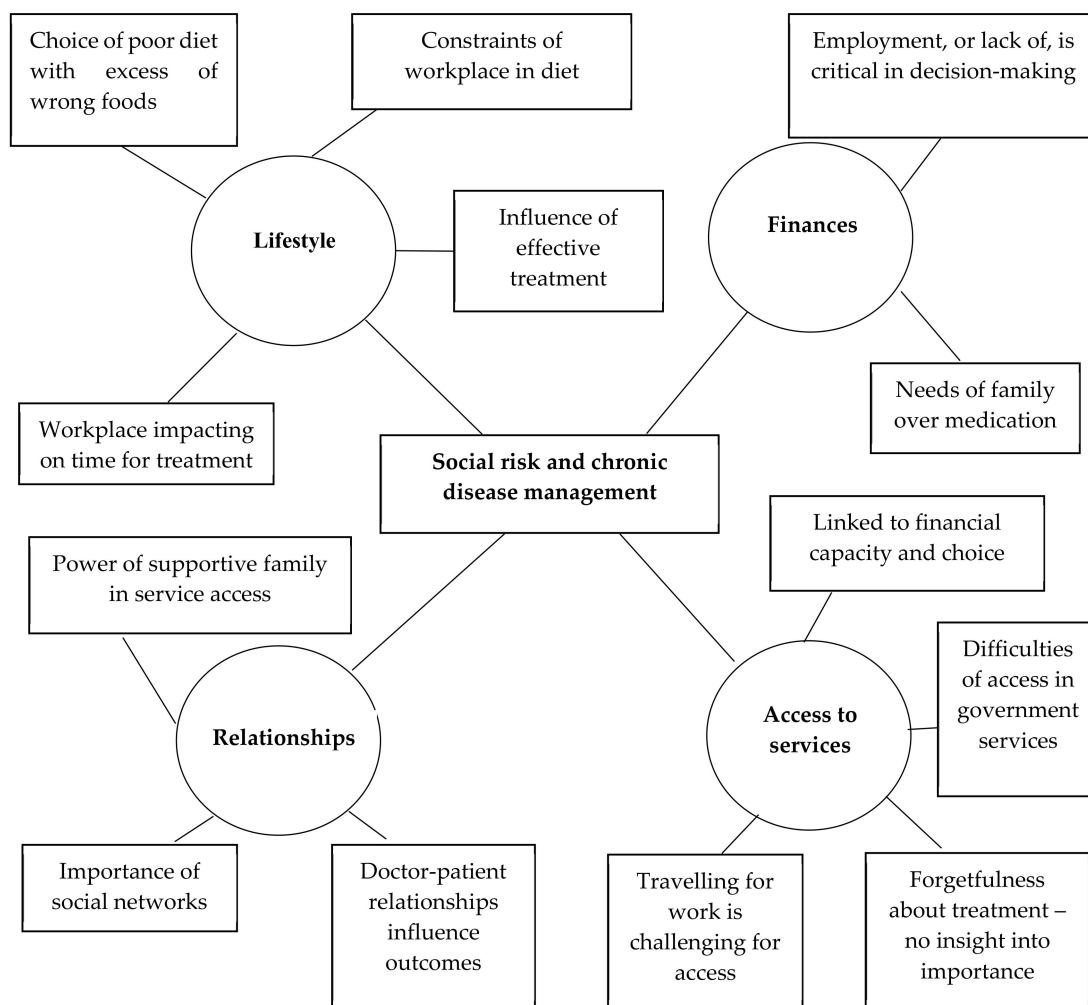 Choice of poor diet
with excess of
wrong foods
Constraints of
workplace in diet
Employment, or lack of, is
critical in decision-making
Lifestyle
Influence of
effective
treatment
Finances
Workplace impacting
on time for treatment
Needs of family
over medication
Social risk and chronic
disease management
Power of supportive family
in service access
Linked to financial
capacity and choice
Relationships
Access to
services
Difficulties
of access in
government
services
Importance of
social networks
Doctor-patient
relationships
influence
outcomes
Travelling for
work is
challenging for
access
Forgetfulness
about treatment –
no insight into
importance